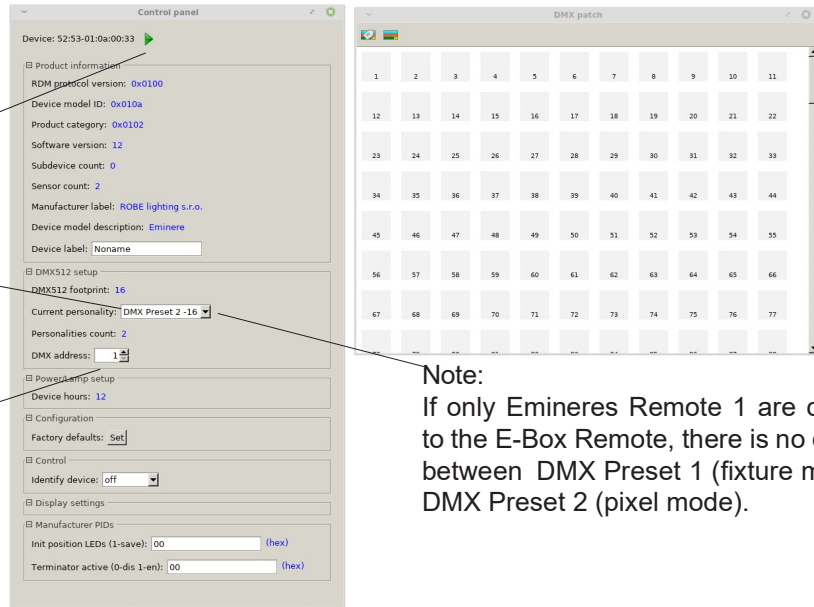 Control panel
Device: 52:53-01:0a:00:33
Product information
RDM protocol version: 0x0100
Device model ID: 0x010a
Product category: 0x0102
Software version: 12
Subdevice count: 0
Sensor count: 2
Manufacturer label: ROBE lighting s.r.o.
Device model description: Eminere
Device label: Noname
DMX512 setup
DMX512 footprint: 16
Current personality: DMX Preset 2 -16
Personalities count: 2
DMX address: 1
Power/Lamp setup
Device hours: 12
Configuration
Factory defaults: Set
Control
Identify device: off
Display settings
Manufacturer PIDs
Init position LEDs (1-save): 00 (hex)
Terminator active (0-dis 1-en): 00 (hex)
DMX patch
1 2 3 4 5 6 7 8 9 10 11
12 13 14 15 16 17 18 19 20 21 22
23 24 25 26 27 28 29 30 31 32 33
34 35 36 37 38 39 40 41 42 43 44
45 46 47 48 49 50 51 52 53 54 55
56 57 58 59 60 61 62 63 64 65 66
67 68 69 70 71 72 73 74 75 76 77
Note:
If only Emineres Remote 1 are
to the E-Box Remote, there is no
between DMX Preset 1 (fixture
DMX Preset 2 (pixel mode).